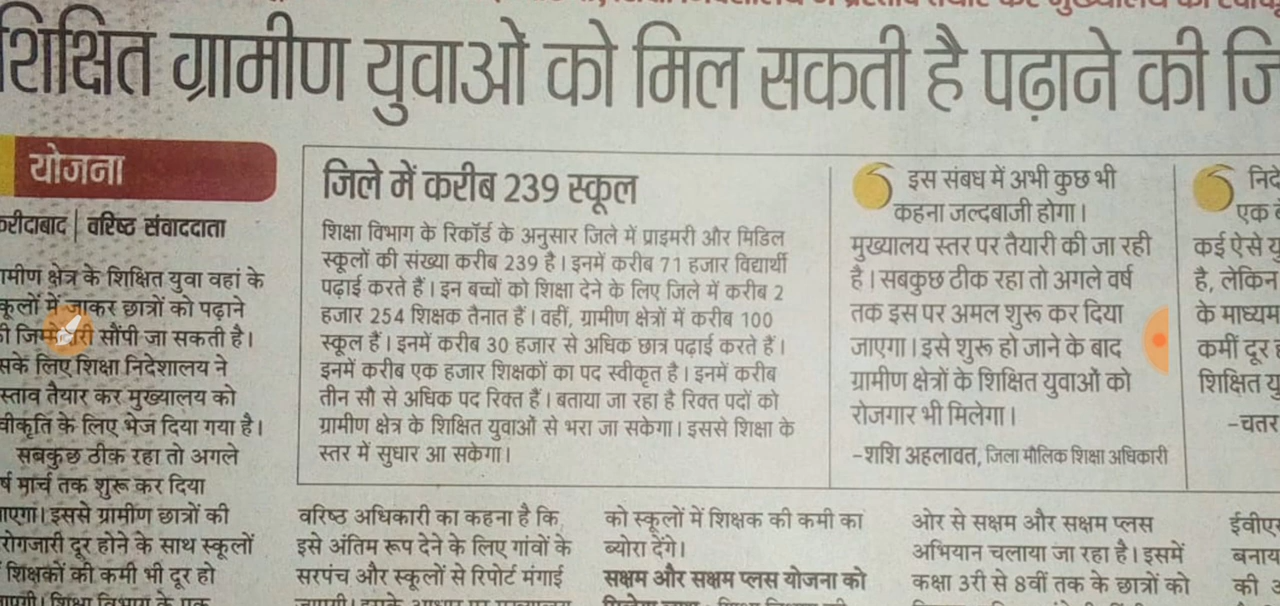 शिक्षित ग्रामीण युवाओं को मिल सकती है पढ़ाने की
योजना
वरिष्ठ संवाददाता
क्षेत्र के शिक्षित युवा वहां के
में जाकर छात्रों को पढ़ाने
सौंपी जा सकती है।
लिए शिक्षा निदेशालय ने
तैयार कर मुख्यालय को
के लिए भेज दिया गया है।
सबकुछ ठीक रहा तो अगले
मार्च तक शुरू कर दिया
इससे ग्रामीण छात्रों की
दूर होने के साथ स्कूलों
शिक्षकों की कमी भी दूर हो
जिले में करीब 239 स्कूल
शिक्षा विभाग के रिकॉर्ड के अनुसार जिले में प्राइमरी और मिडिल
स्कूलों की संख्या करीब 239 है। इनमें करीब 71 हजार विद्यार्थी
पढ़ाई करते हैं। इन बच्चों को शिक्षा देने के लिए जिले में करीब 2
हजार 254 शिक्षक तैनात हैं। वहीं, ग्रामीण क्षेत्रों में करीब 100
स्कूल हैं। इनमें करीब 30 हजार से अधिक छात्र पढ़ाई करते हैं।
इनमें करीब एक हजार शिक्षकों का पद स्वीकृत है। इनमें करीब
तीन सौ से अधिक पद रिक्त हैं। बताया जा रहा है रिक्त पदों को
ग्रामीण क्षेत्र के शिक्षित युवाओं से भरा जा सकेगा। इससे शिक्षा के
स्तर में सुधार आ सकेगा।
इस संबध में अभी कुछ भी
कहना जल्दबाजी होगा।
मुख्यालय स्तर पर तैयारी की जा रही
है। सबकुछ ठीक रहा तो अगले वर्ष
तक इस पर अमल शुरू कर दिया
जाएगा। इसे शुरू हो जाने के बाद
ग्रामीण क्षेत्रों के शिक्षित युवाओं को
रोजगार भी मिलेगा।
-शशि अहलावत, जिला मौलिक शिक्षा अधिकारी
एक
कई ऐसे
है, लेकिन
के माध्यम
कमीं दूर
शिक्षित
वरिष्ठ अधिकारी का कहना है कि
इसे अंतिम रूप देने के लिए गांवों के
सरपंच और स्कूलों से रिपोर्ट मंगाई
को स्कूलों में शिक्षक की कमी का
ब्योरा देंगे।
सक्षम और सक्षम प्लस योजना को
ओर से सक्षम और सक्षम प्लस
अभियान चलाया जा रहा है। इसमें
कक्षा 3री से 8वीं तक के छात्रों को
की